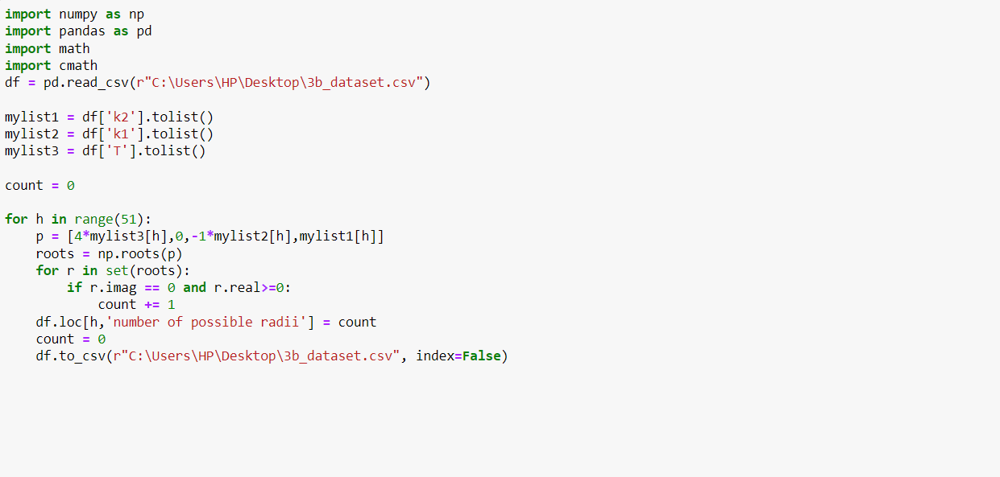 import numpy as np
import pandas as pd
import math
import cmath
df = pd.read_csv(r"C:\Users\HP\Desktop\3b_dataset.csv")
mylist1 = df['k2'].tolist()
mylist2 = df['k1'].tolist()
mylist3 = df['T'].tolist()
count = 0
for h in range(51):
    p = [4*mylist3[h],0,-1*mylist2[h],mylist1[h]]
    roots = np.roots(p)
    for r in set(roots):
        if r.imag == 0 and r.real>=0:
            count += 1
    df.loc[h,'number of possible radii'] = count
    count = 0
    df.to_csv(r"C:\Users\HP\Desktop\3b_dataset.csv", index=False)